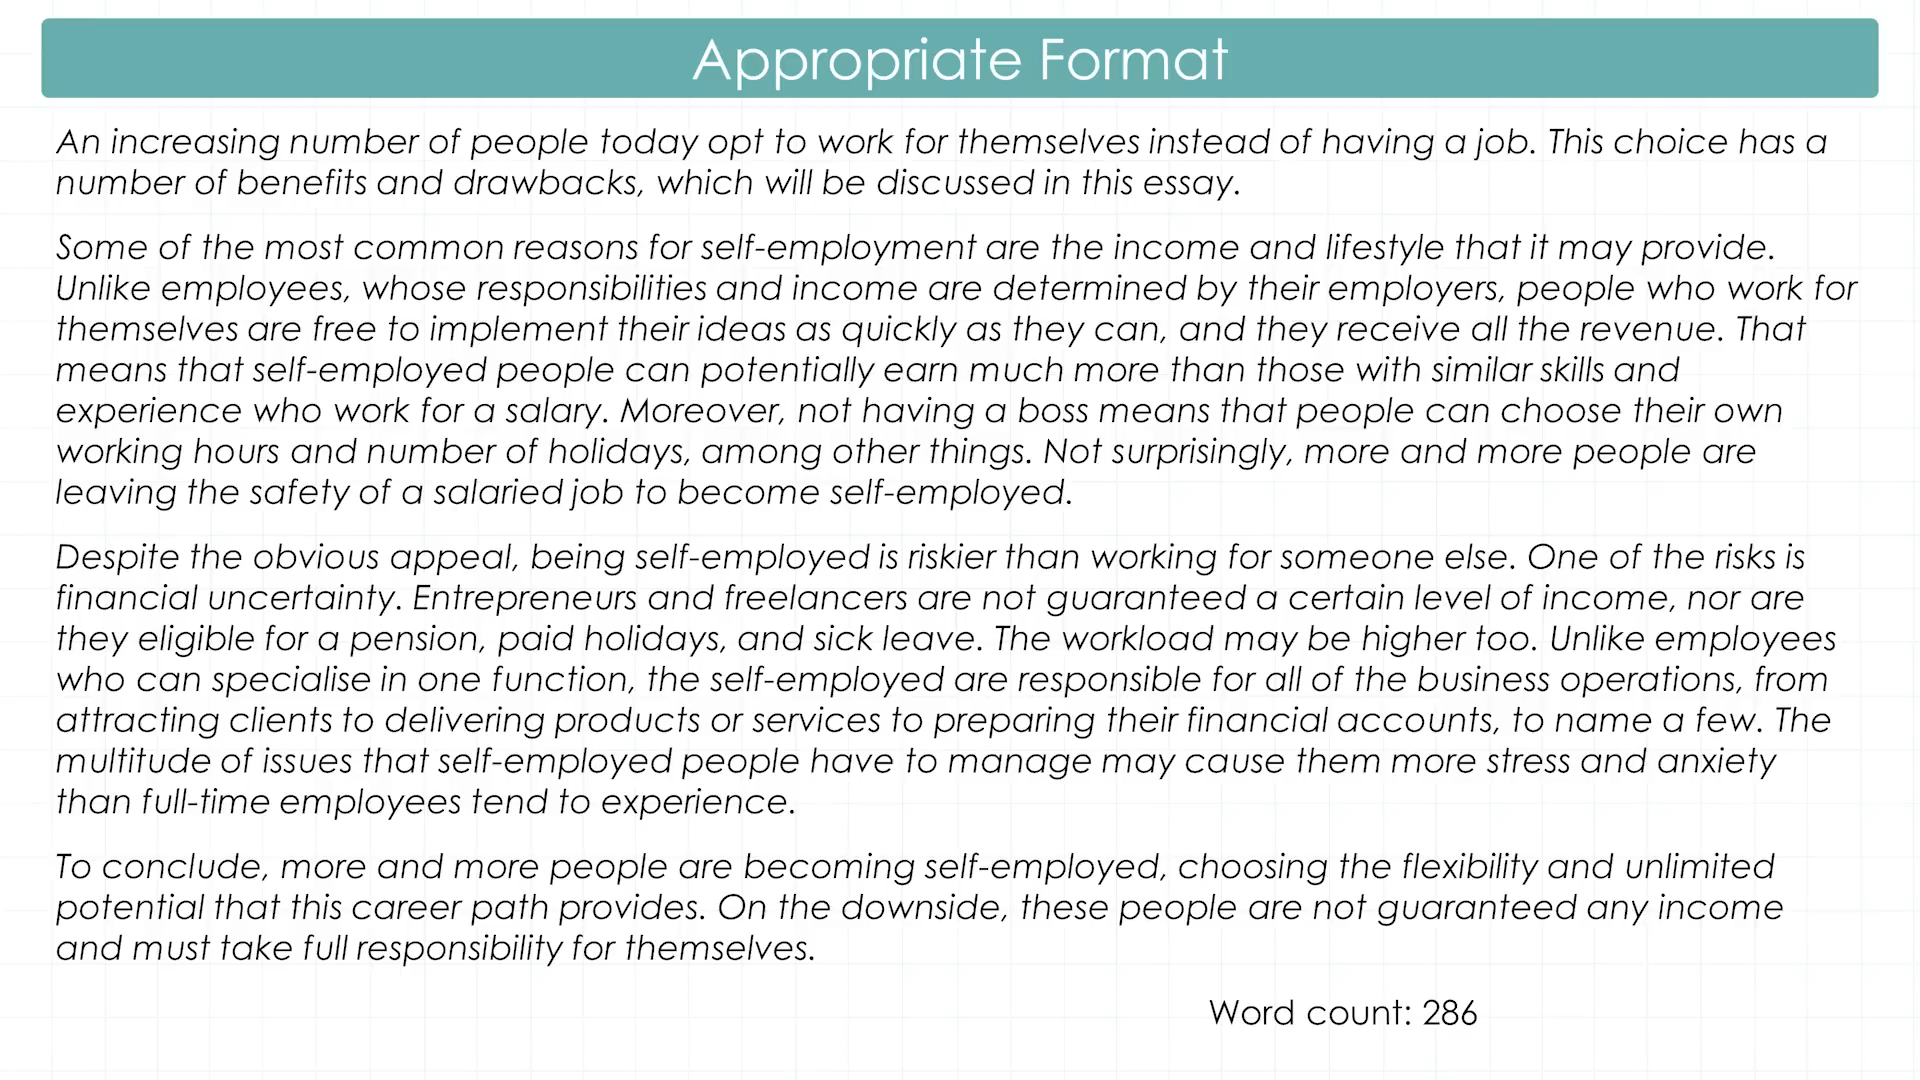 Appropriate Format
An increasing number of people today opt to work for themselves instead of having a job. This choice has a
number of benefits and drawbacks, which will be discussed in this essay.
Some of the most common reasons for self-employment are the income and lifestyle that it may provide.
Unlike employees, whose responsibilities and income are determined by their employers, people who work for
themselves are free to implement their ideas as quickly as they can, and they receive all the revenue. That
means that self-employed people can potentially earn much more than those with similar skills and
experience who work for a salary. Moreover, not having a boss means that people can choose their own
working hours and number of holidays, among other things. Not surprisingly, more and more people are
leaving the safety of a salaried job to become self-employed.
Despite the obvious appeal, being self-employed is riskier than working for someone else. One of the risks is
financial uncertainty. Entrepreneurs and freelancers are not guaranteed a certain level of income, nor are
they eligible for a pension, paid holidays, and sick leave. The workload may be higher too. Unlike employees
who can specialise in one function, the self-employed are responsible for all of the business operations, from
attracting clients to delivering products or services to preparing their financial accounts, to name a few. The
multitude of issues that self-employed people have to manage may cause them more stress and anxiety
than full-time employees tend to experience.
To conclude, more and more people are becoming self-employed, choosing the flexibility and unlimited
potential that this career path provides. On the downside, these people are not guaranteed any income
and must take full responsibility for themselves.
Word count: 286